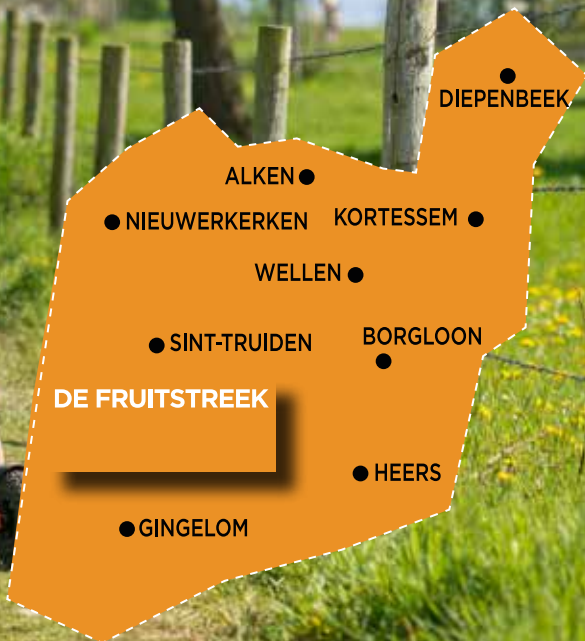 DIEPENBEEK
ALKEN
NIEUWERKERKEN
KORTESSEM
WELLEN
SINT-TRUIDEN
BORGLOON
DE FRUITSTREEK
HEERS
GINGELOM